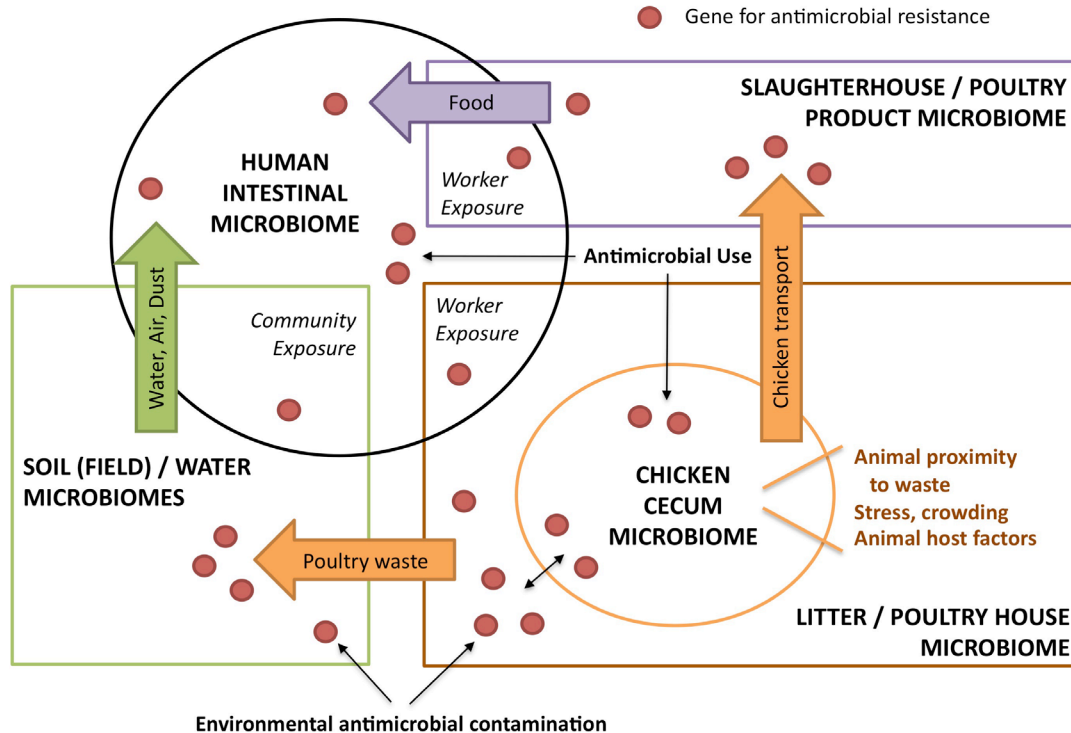 Gene for antimicrobial resistance
SLAUGHTERHOUSE / POULTRY
PRODUCT MICROBIOME
Food
HUMAN
INTESTINAL
MICROBIOME
Worker
Exposure
Antimicrobial Use
Water, Air, Dust
Community
Exposure
Worker
Exposure
Chicken transport
SOIL (FIELD) / WATER
MICROBIOMES
CHICKEN
CECUM
MICROBIOME
Animal proximity
to waste
Stress, crowding
Animal host factors
Poultry waste
LITTER / POULTRY HOUSE
MICROBIOME
Environmental antimicrobial contamination